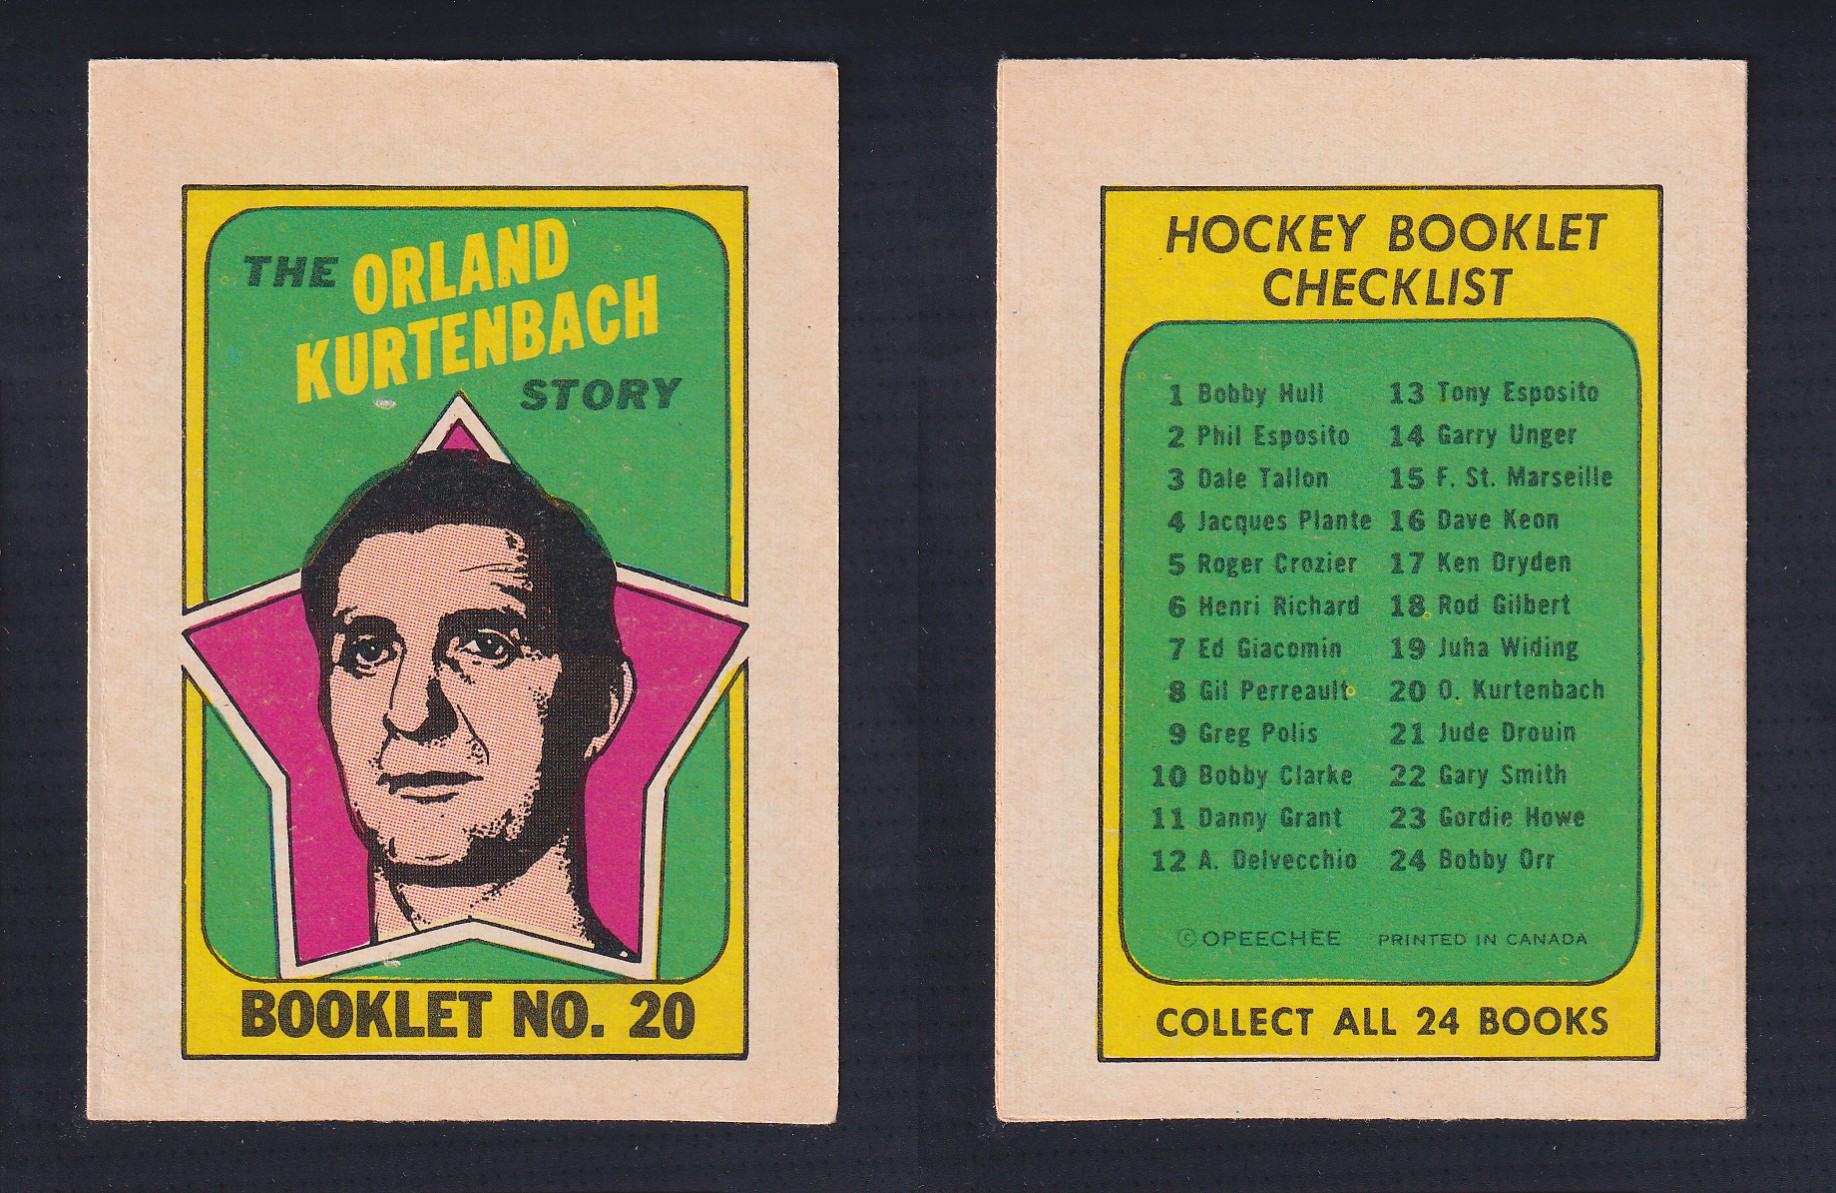 THE ORLAND
KURTENBACH
STORY
BOOKLET NO. 20
HOCKEY BOOKLET
CHECKLIST
1 Bobby Hull
2 Phil Esposito
3 Dale Tallon
4 Jacques Plante
5 Roger Crozier
6 Henri Richard
7 Ed Giacomin
8 Gil Perreault
9 Greg Polis
10 Bobby Clarke
11 Danny Grant
12 A. Delvecchio
13 Tony Esposito
14 Garry Unger
15 F. St. Marseille
16 Dave Keon
17 Ken Dryden
18 Rod Gilbert
19 Juha Widing
20 O. Kurtenbach
21 Jude Drouin
22 Gary Smith
23 Gordie Howe
24 Bobby Orr
© OPEECHEE PRINTED IN CANADA
COLLECT ALL 24 BOOKS